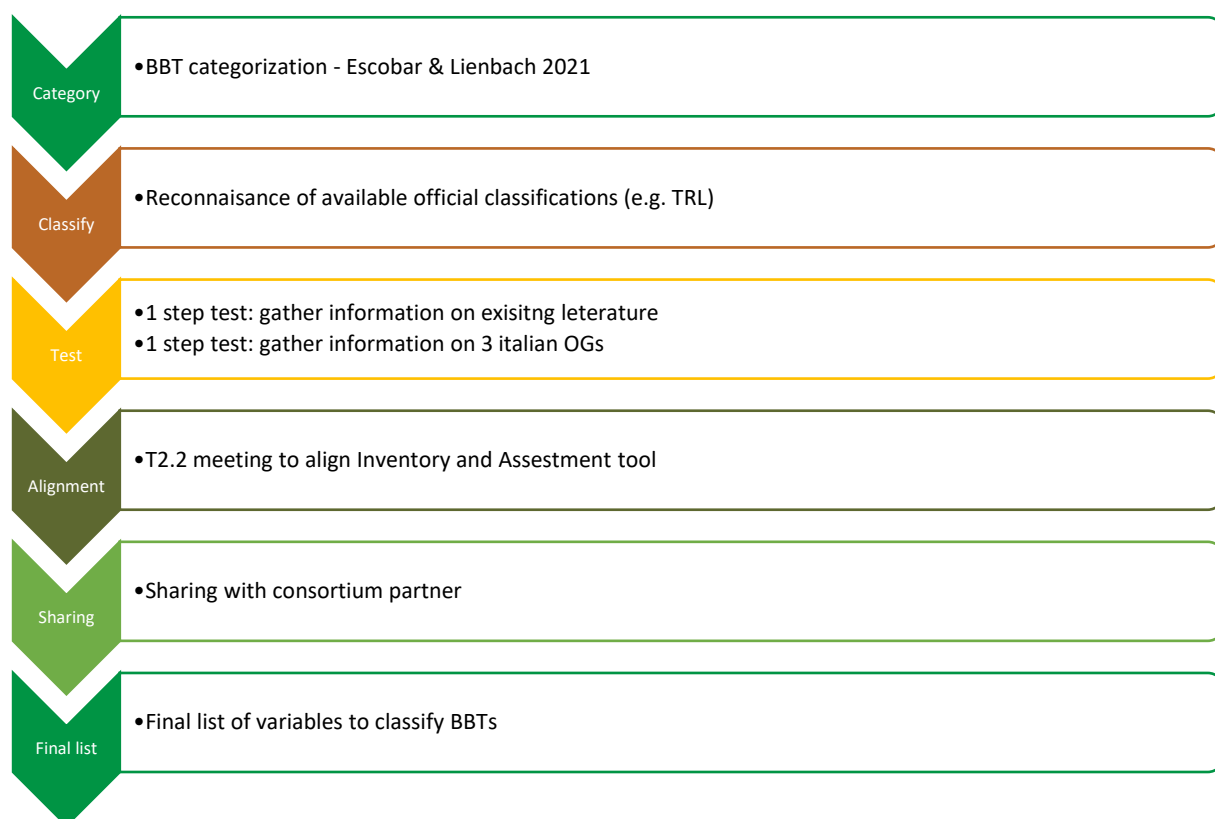 Category
•BBT categorization - Escobar & Lienbach 2021
Classify
•Reconnaisance of available official classifications (e.g. TRL)
Test
•1 step test: gather information on exisitng leterature
•1 step test: gather information on 3 italian OGs
Alignment
•T2.2 meeting to align Inventory and Assestment tool
Sharing
•Sharing with consortium partner
Final list
•Final list of variables to classify BBTs